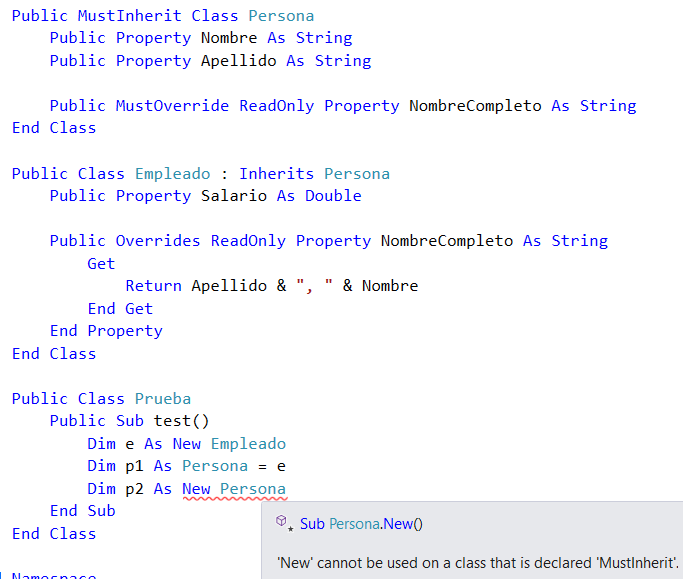 Public MustInherit Class Persona
    Public Property Nombre As String
    Public Property Apellido As String
    Public MustOverride ReadOnly Property NombreCompleto As String
End Class
Public Class Empleado : Inherits Persona
    Public Property Salario As Double
    Public Overrides ReadOnly Property NombreCompleto As String
        Get
            Return Apellido & ", " & Nombre
        End Get
    End Property
End Class
Public Class Prueba
    Public Sub test()
        Dim e As New Empleado
        Dim p1 As Persona = e
        Dim p2 As New Persona
    End Sub
End Class
Sub Persona.New()
'New' cannot be used on a class that is declared 'MustInherit'.
Namespace